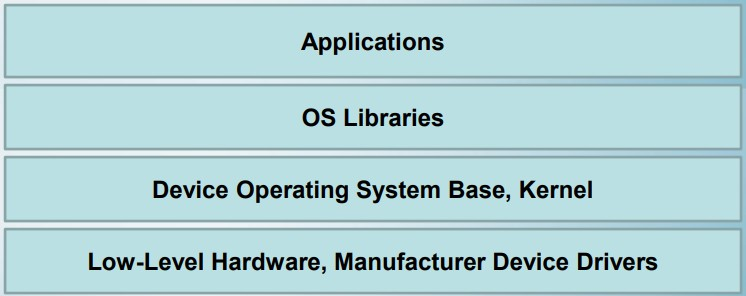 Applications
OS Libraries
Device Operating System Base, Kernel
Low-Level Hardware, Manufacturer Device Drivers